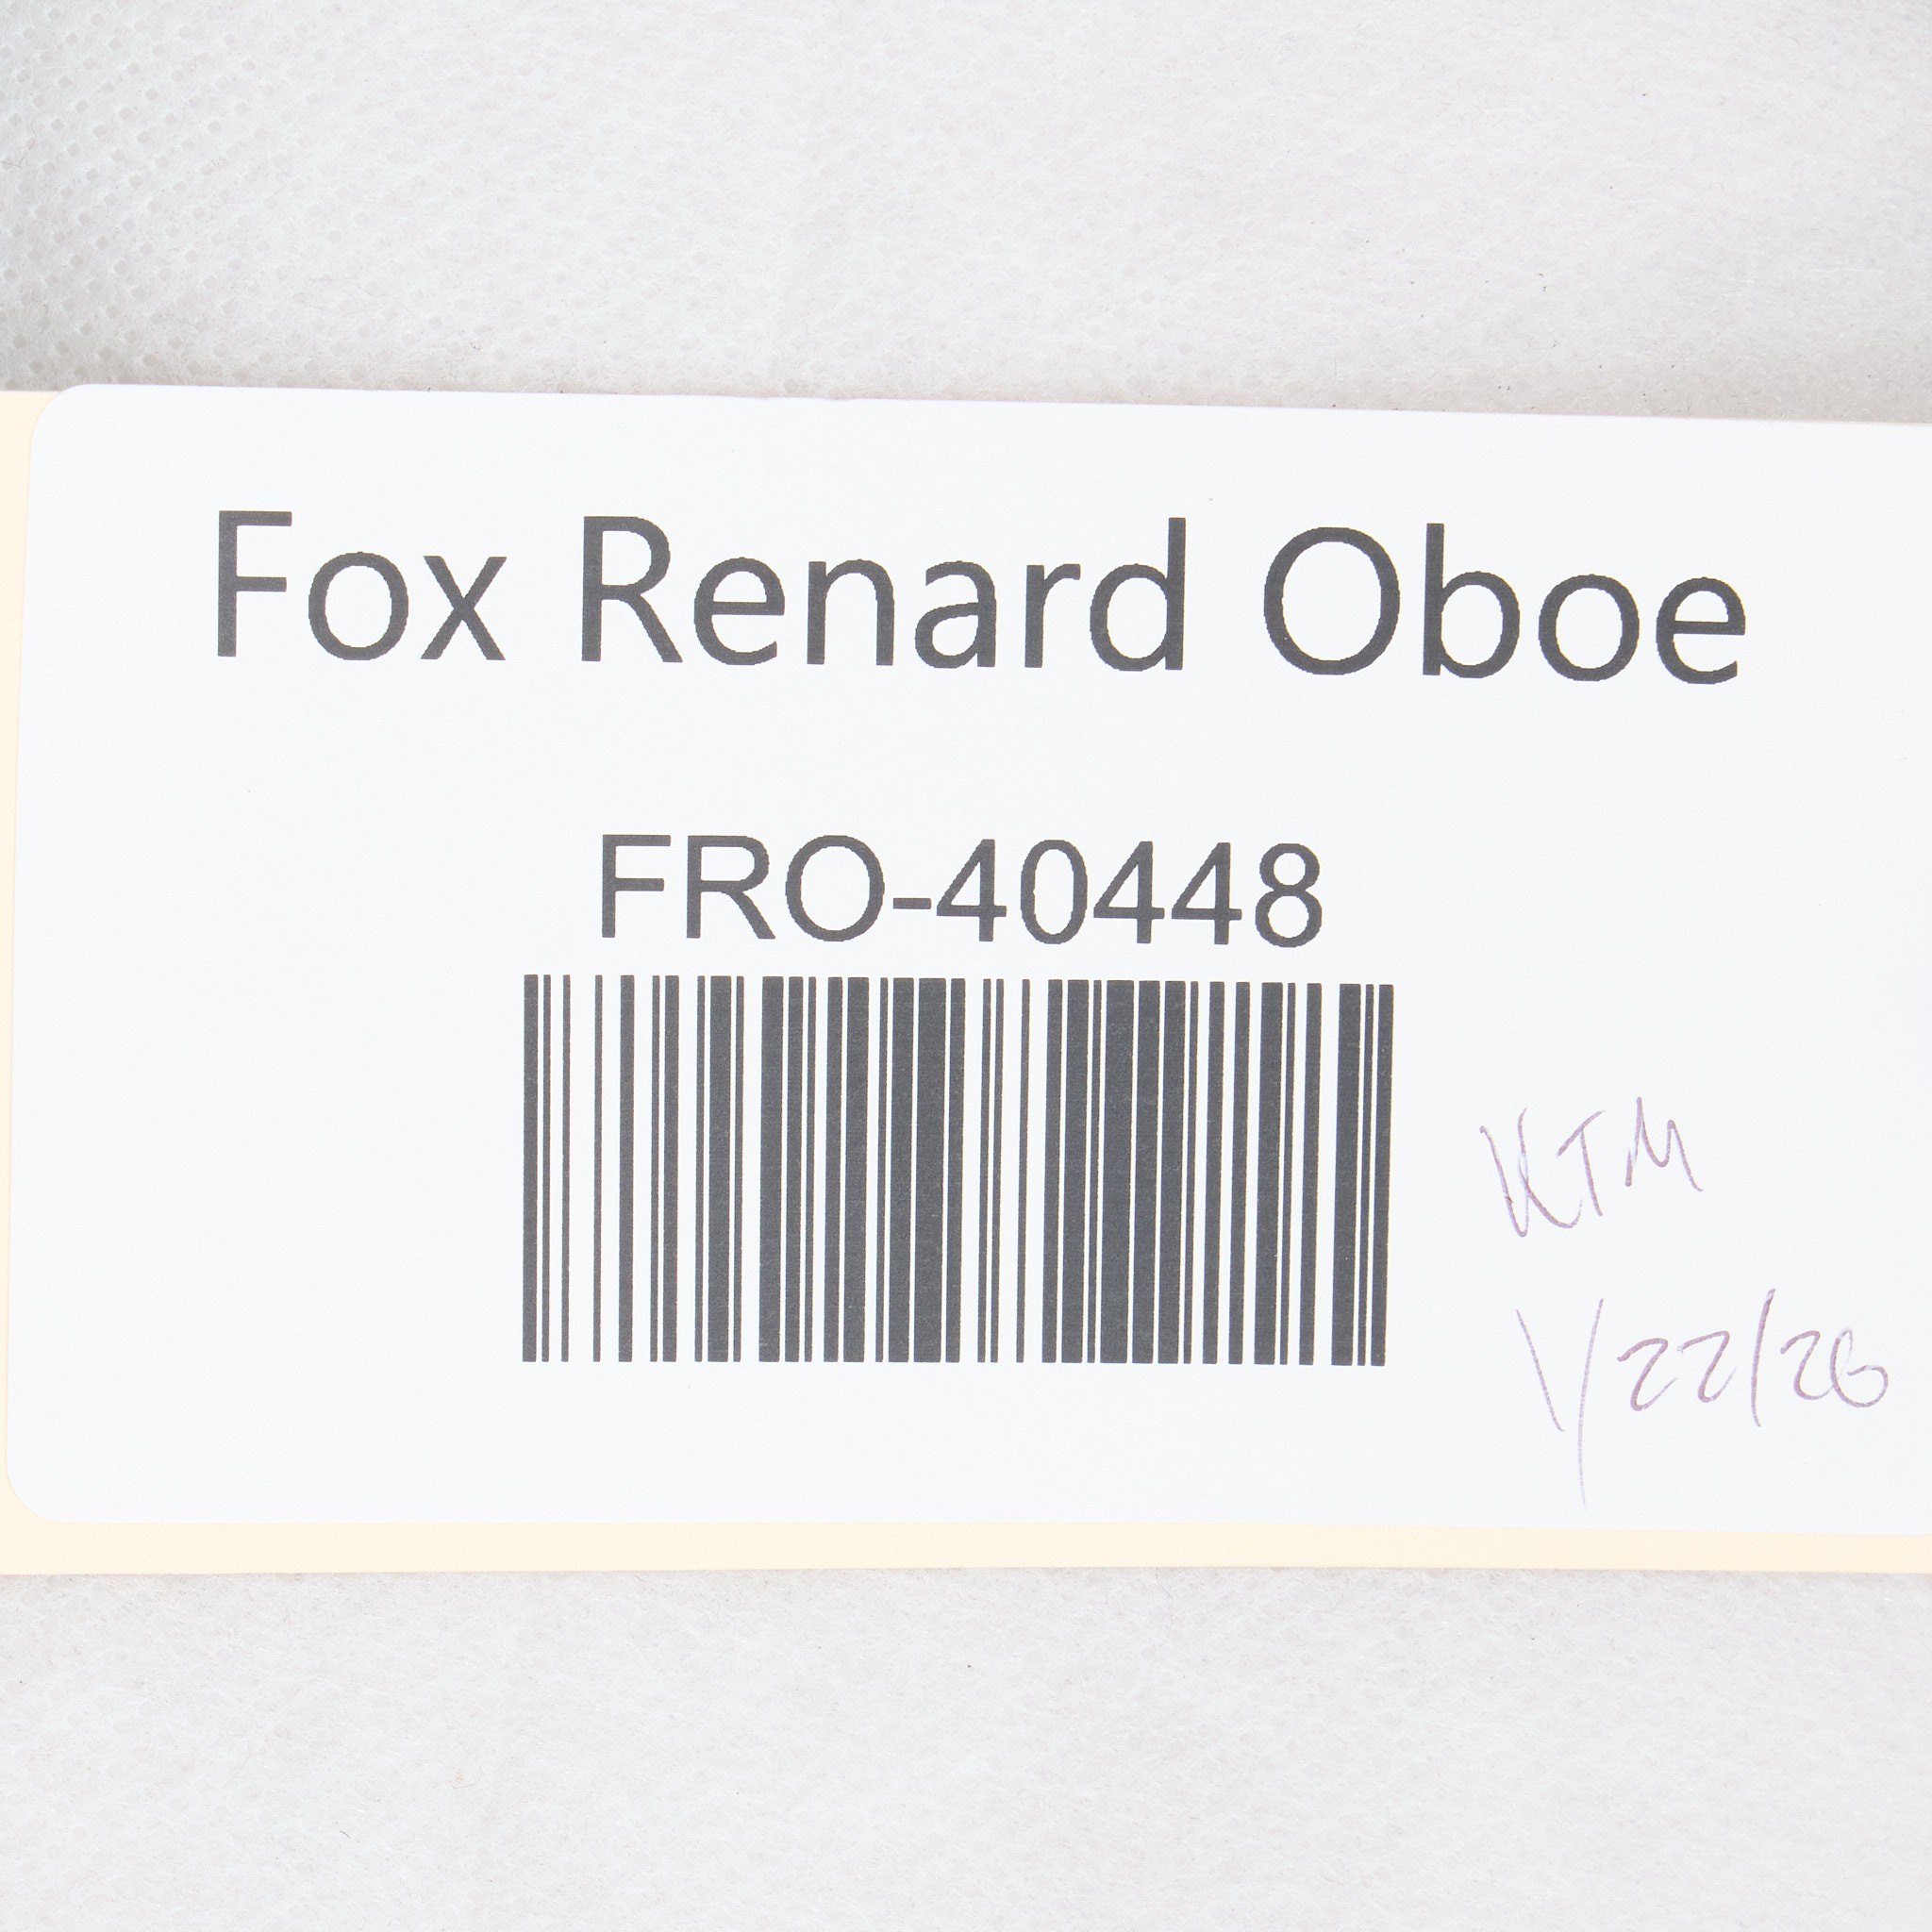 Fox Renard Oboe
FRO-40448
KTM
1/22/26